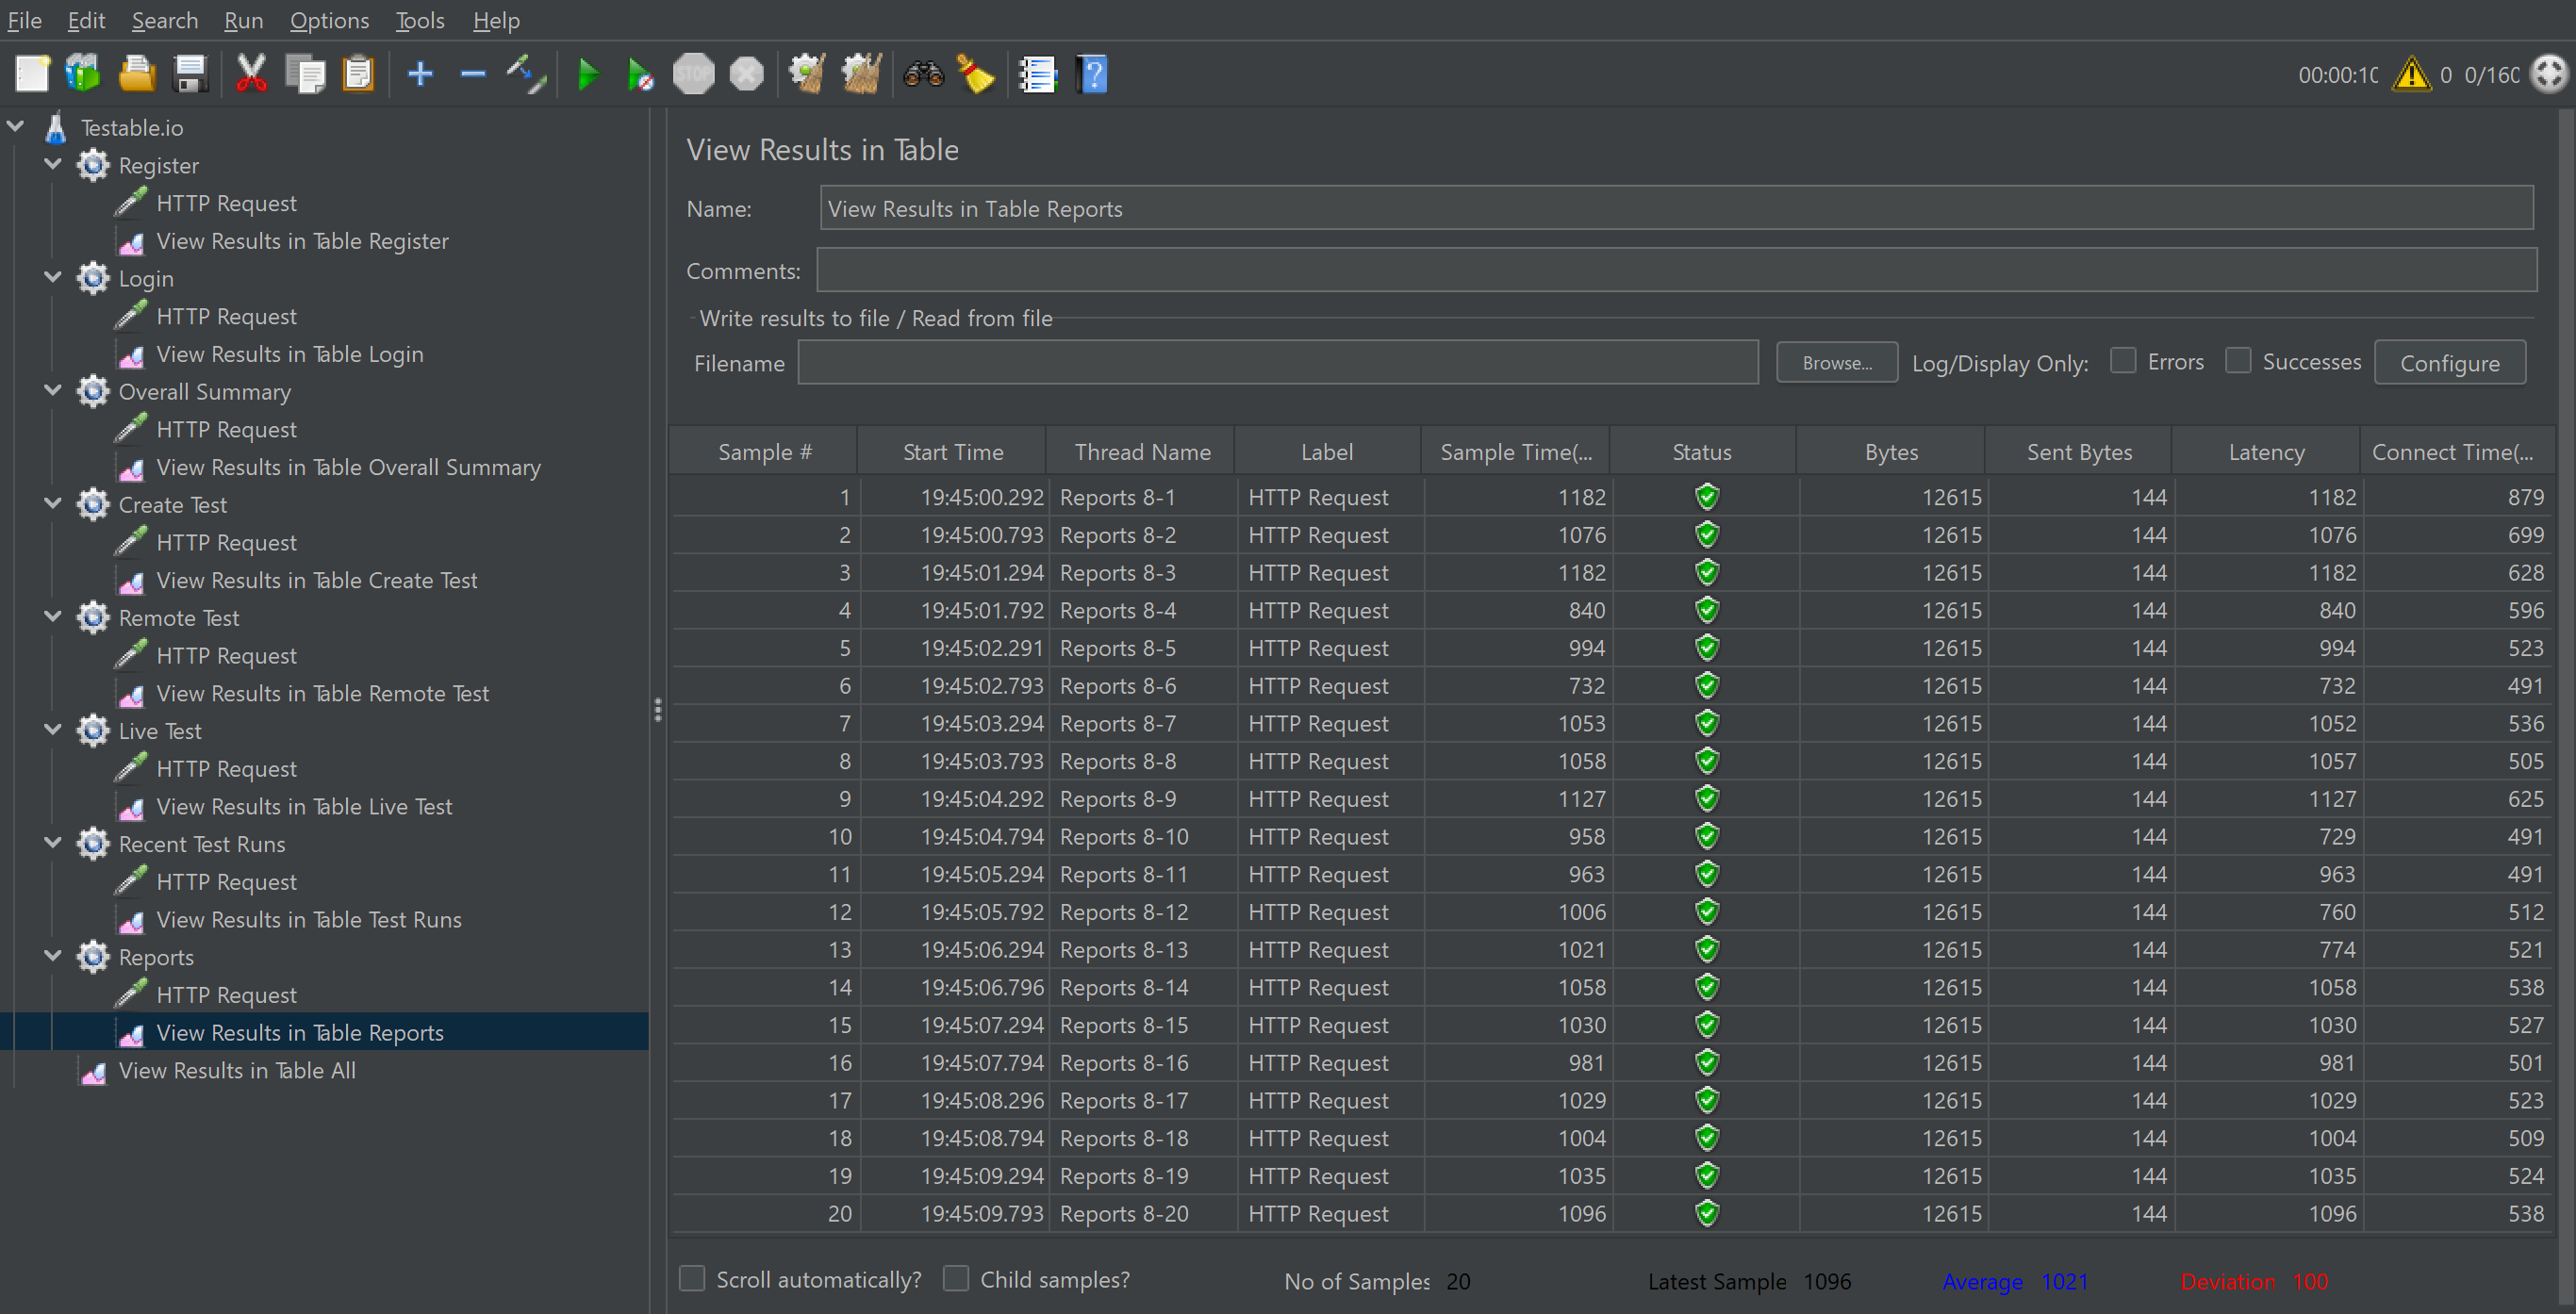 File Edit Search Run Options Tools Help
STOP
00:00:10 0 0/160
Testable.io
Register
HTTP Request
View Results in Table Register
Login
HTTP Request
View Results in Table Login
Overall Summary
HTTP Request
View Results in Table Overall Summary
Create Test
HTTP Request
View Results in Table Create Test
Remote Test
HTTP Request
View Results in Table Remote Test
Live Test
HTTP Request
View Results in Table Live Test
Recent Test Runs
HTTP Request
View Results in Table Test Runs
Reports
HTTP Request
View Results in Table Reports
View Results in Table All
View Results in Table
Name: View Results in Table Reports
Comments:
Write results to file / Read from file
Filename Browse... Log/Display Only: Errors Successes Configure
Sample # Start Time Thread Name Label Sample Time(... Status Bytes Sent Bytes Latency Connect Time(...
1 19:45:00.292 Reports 8-1 HTTP Request 1182 12615 144 1182 879
2 19:45:00.793 Reports 8-2 HTTP Request 1076 12615 144 1076 699
3 19:45:01.294 Reports 8-3 HTTP Request 1182 12615 144 1182 628
4 19:45:01.792 Reports 8-4 HTTP Request 840 12615 144 840 596
5 19:45:02.291 Reports 8-5 HTTP Request 994 12615 144 994 523
6 19:45:02.793 Reports 8-6 HTTP Request 732 12615 144 732 491
7 19:45:03.294 Reports 8-7 HTTP Request 1053 12615 144 1052 536
8 19:45:03.793 Reports 8-8 HTTP Request 1058 12615 144 1057 505
9 19:45:04.292 Reports 8-9 HTTP Request 1127 12615 144 1127 625
10 19:45:04.794 Reports 8-10 HTTP Request 958 12615 144 729 491
11 19:45:05.294 Reports 8-11 HTTP Request 963 12615 144 963 491
12 19:45:05.792 Reports 8-12 HTTP Request 1006 12615 144 760 512
13 19:45:06.294 Reports 8-13 HTTP Request 1021 12615 144 774 521
14 19:45:06.796 Reports 8-14 HTTP Request 1058 12615 144 1058 538
15 19:45:07.294 Reports 8-15 HTTP Request 1030 12615 144 1030 527
16 19:45:07.794 Reports 8-16 HTTP Request 981 12615 144 981 501
17 19:45:08.296 Reports 8-17 HTTP Request 1029 12615 144 1029 523
18 19:45:08.794 Reports 8-18 HTTP Request 1004 12615 144 1004 509
19 19:45:09.294 Reports 8-19 HTTP Request 1035 12615 144 1035 524
20 19:45:09.793 Reports 8-20 HTTP Request 1096 12615 144 1096 538
Scroll automatically? Child samples? No of Samples 20 Latest Sample 1096 Average 1021 Deviation 100